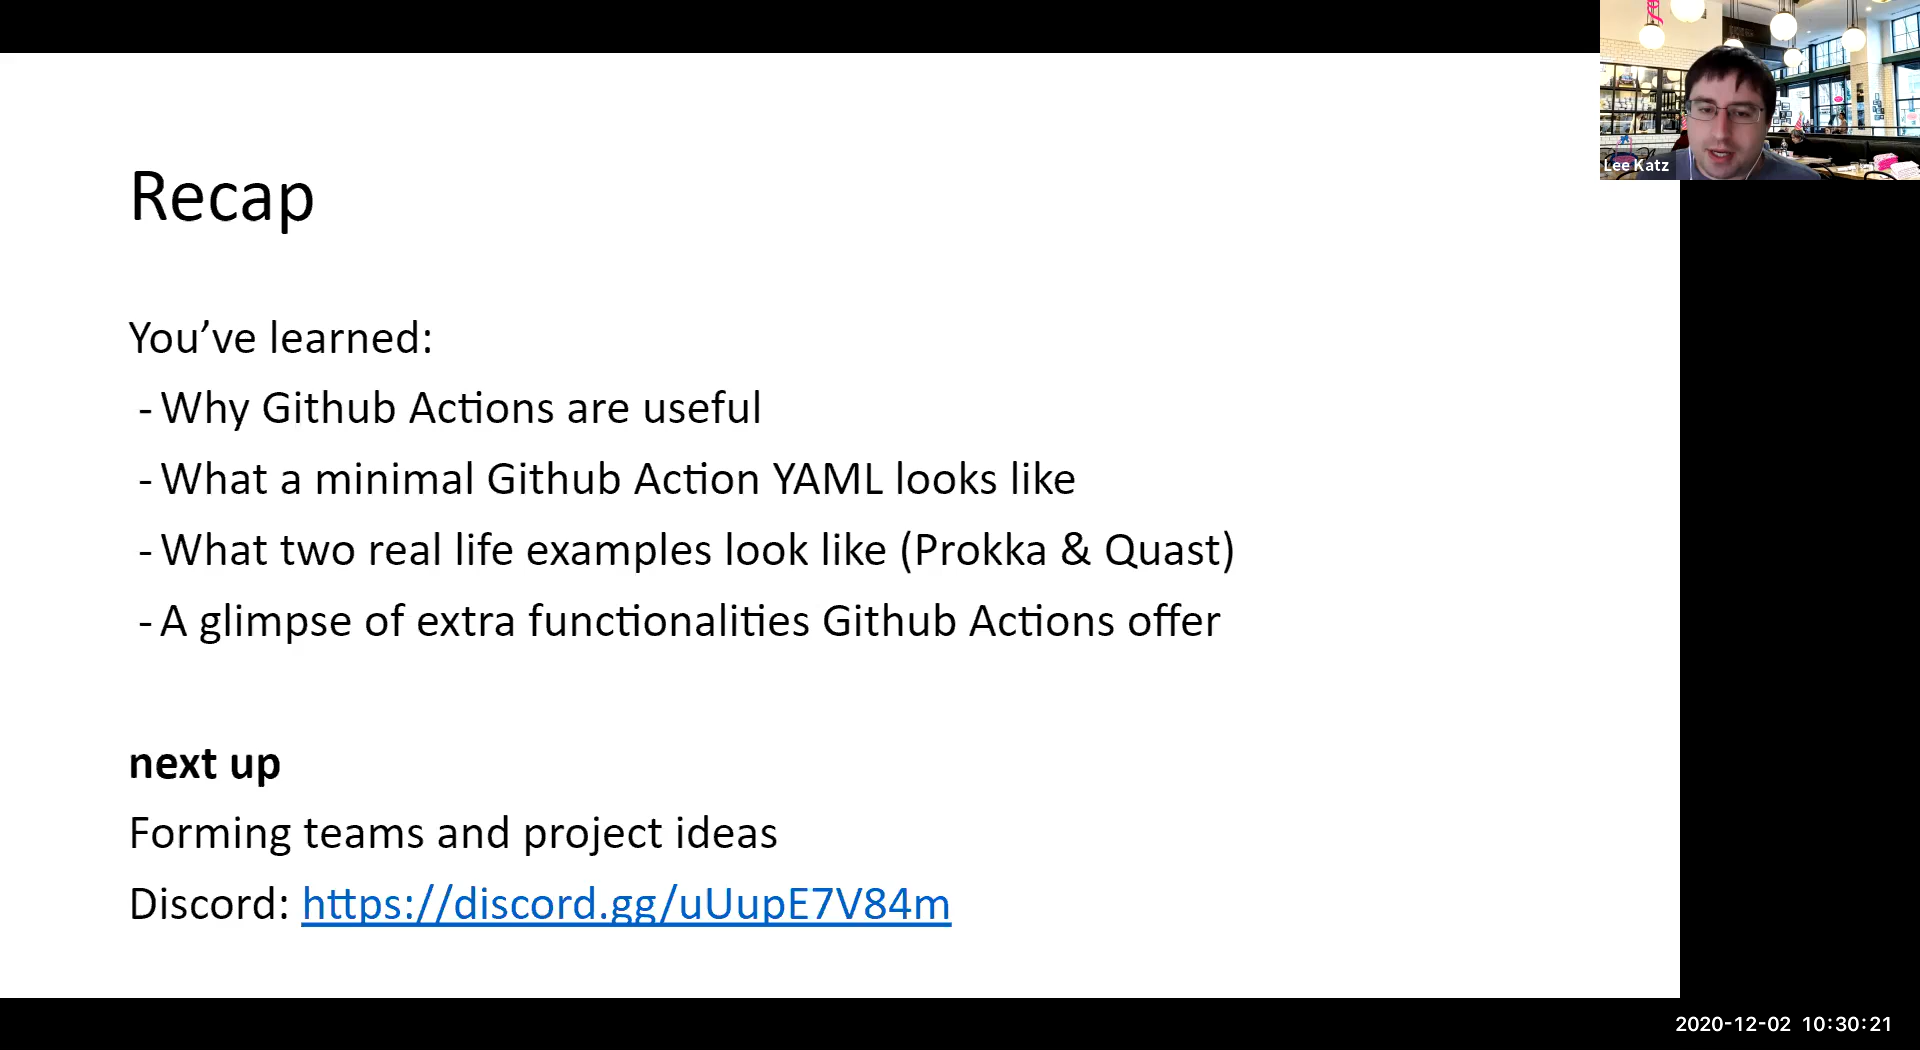 Lee Katz
Recap
You’ve learned:
- Why Github Actions are useful
- What a minimal Github Action YAML looks like
- What two real life examples look like (Prokka & Quast)
- A glimpse of extra functionalities Github Actions offer
next up
Forming teams and project ideas
Discord: https://discord.gg/uUupE7V84m
2020-12-02 10:30:21